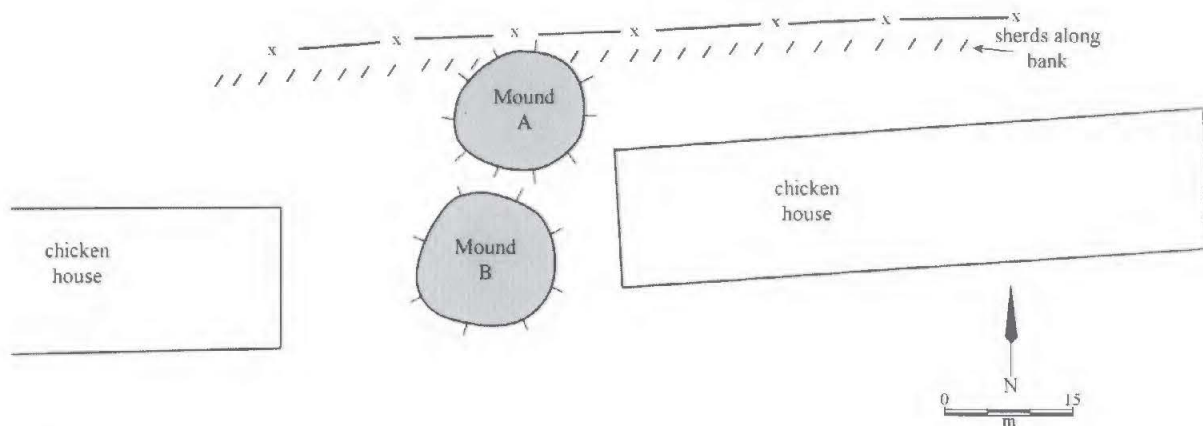 x x x x x x x
sherds along
bank
Mound
A
chicken
house
chicken
house
Mound
B
N
0 15
m